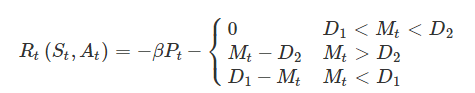 R_t (S_t, A_t) = −βP_t − { 0 D_1 < M_t < D_2
M_t − D_2 M_t > D_2
D_1 − M_t M_t < D_1